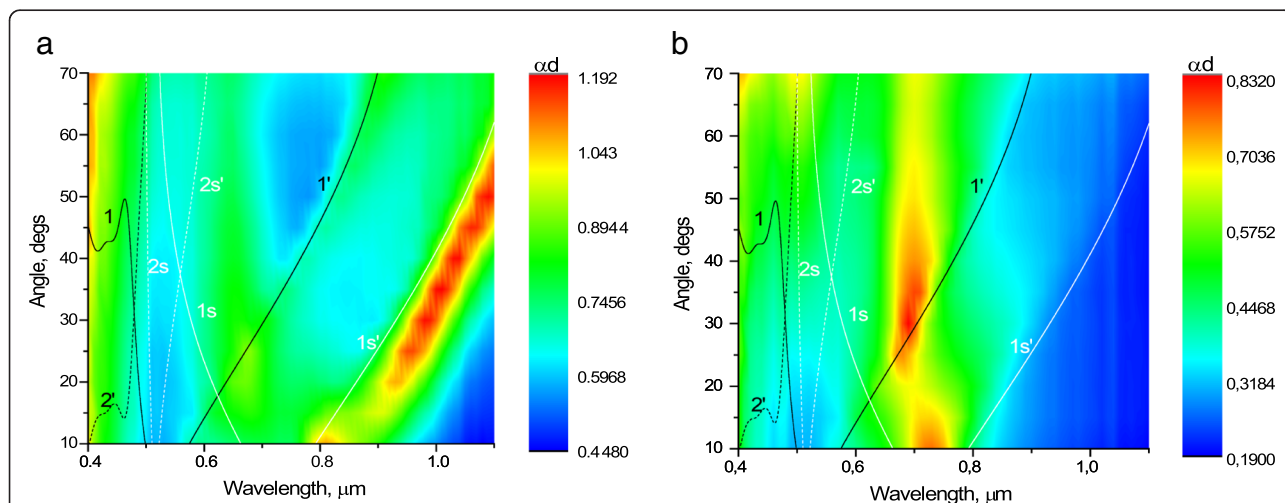 a
αd
70
60
50
40
30
20
10
Angle, degs
0.4
0.6
0.8
1.0
Wavelength, μm
1
2'
2s
2s'
1s
1'
1s'
1.192
1.043
0.8944
0.7456
0.5968
0.4480
b
αd
70
60
50
40
30
20
10
Angle, degs
0,4
0,6
0,8
1,0
Wavelength, μm
1
2'
2s
2s'
1s
1'
1s'
0,8320
0,7036
0,5752
0,4468
0,3184
0,1900